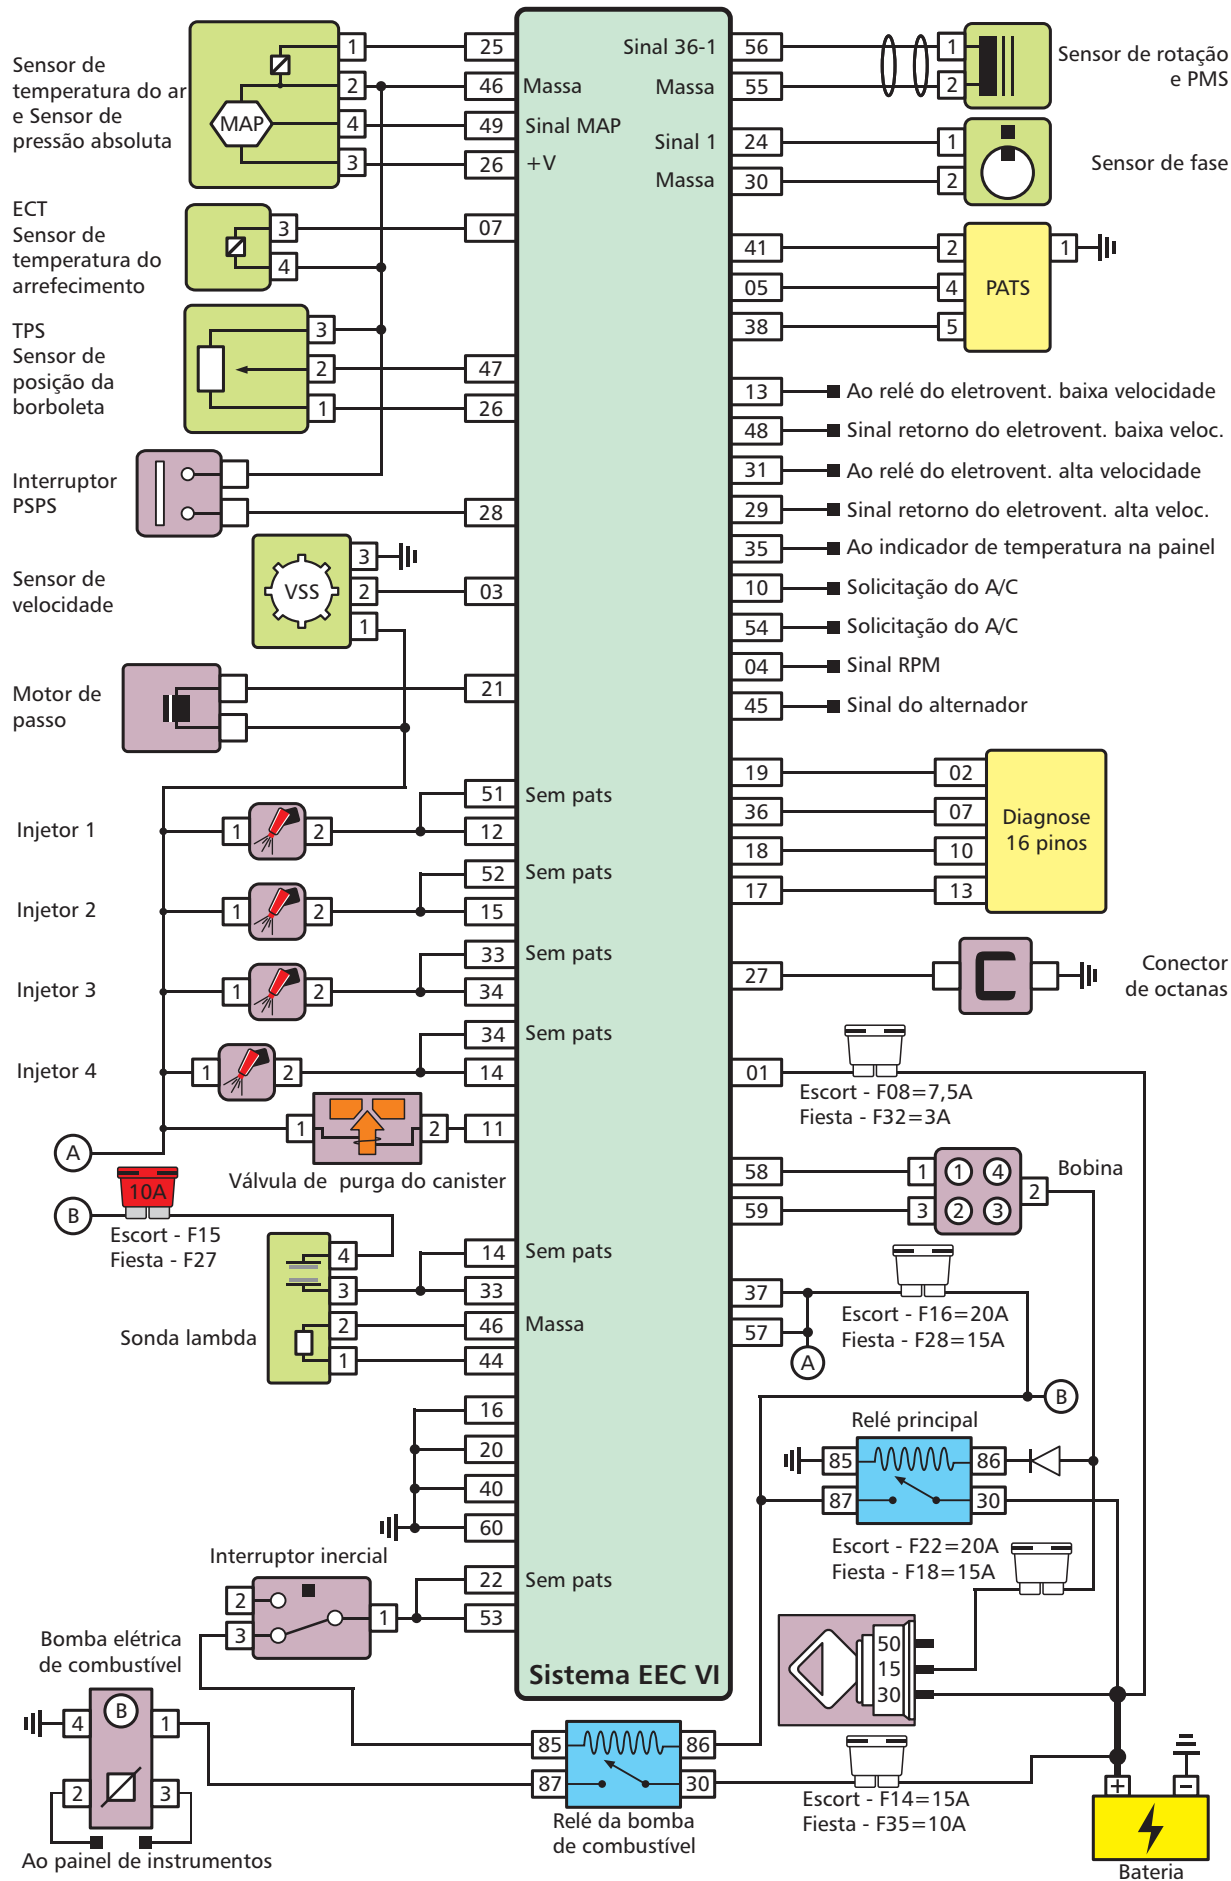 Sensor de
temperatura do ar
e Sensor de
pressão absoluta
MAP
1
2
4
3
25
46
49
26
Massa
Sinal MAP
+V
ECT
Sensor de
temperatura do
arrefecimento
3
4
07
TPS
Sensor de
posição da
borboleta
3
2
1
47
26
Interruptor
PSPS
28
Sensor de
velocidade
VSS
3
2
1
03
Motor de
passo
21
Injetor 1
1
2
51
12
Sem pats
Injetor 2
1
2
52
15
Sem pats
Injetor 3
1
2
33
34
Sem pats
Injetor 4
1
2
34
14
Sem pats
1
2
11
Válvula de purga do canister
A
B
10A
Escort - F15
Fiesta - F27
Sonda lambda
4
3
2
1
14
33
46
44
Sem pats
Massa
16
20
40
60
Interruptor inercial
2
3
1
22
53
Sem pats
Sistema EEC VI
Bomba elétrica
de combustível
B
4
1
2
3
Ao painel de instrumentos
85
86
87
30
Relé da bomba
de combustível
Sinal 36-1
Massa
56
55
1
2
Sensor de rotação
e PMS
Sinal 1
Massa
24
30
1
2
Sensor de fase
41
05
38
2
4
5
PATS
1
13
Ao relé do eletrovent. baixa velocidade
48
Sinal retorno do eletrovent. baixa veloc.
31
Ao relé do eletrovent. alta velocidade
29
Sinal retorno do eletrovent. alta veloc.
35
Ao indicador de temperatura na painel
10
Solicitação do A/C
54
Solicitação do A/C
04
Sinal RPM
45
Sinal do alternador
19
36
18
17
02
07
10
13
Diagnose
16 pinos
27
Conector
de octanas
01
Escort - F08=7,5A
Fiesta - F32=3A
58
59
1
3
1
4
2
3
2
Bobina
37
57
A
Escort - F16=20A
Fiesta - F28=15A
B
Relé principal
85
86
87
30
Escort - F22=20A
Fiesta - F18=15A
50
15
30
Escort - F14=15A
Fiesta - F35=10A
+
−
Bateria